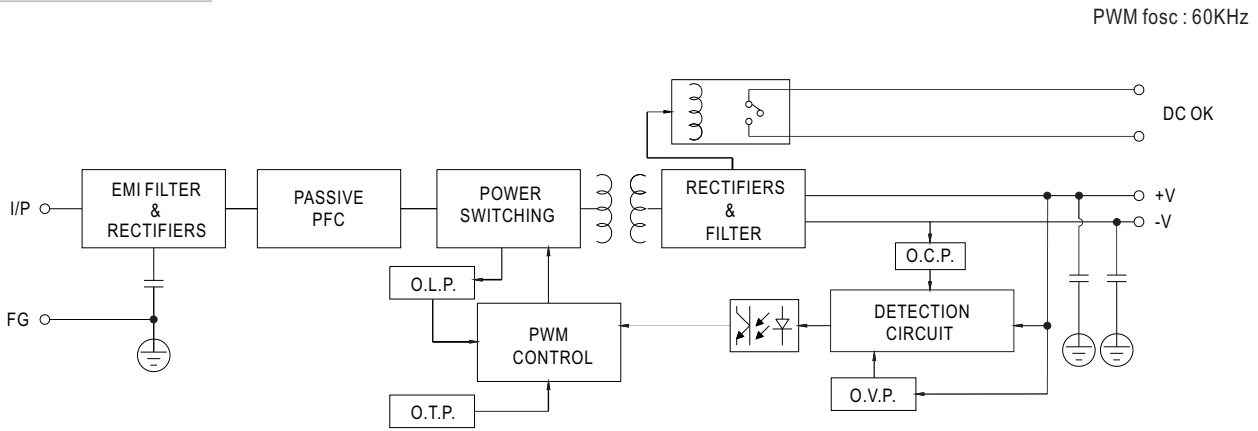 PWM fosc : 60KHz
DC OK
I/P
EMI FILTER
&
RECTIFIERS
PASSIVE
PFC
POWER
SWITCHING
RECTIFIERS
&
FILTER
+V
-V
O.C.P.
O.L.P.
FG
PWM
CONTROL
DETECTION
CIRCUIT
O.T.P.
O.V.P.